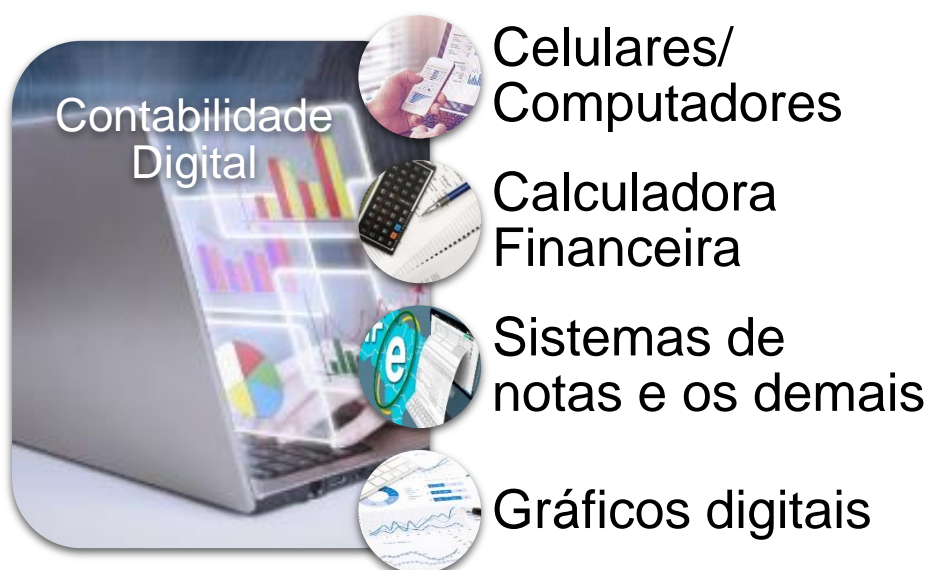 Contabilidade
Digital
Celulares/
Computadores
Calculadora
Financeira
Sistemas de
notas e os demais
e
Gráficos digitais